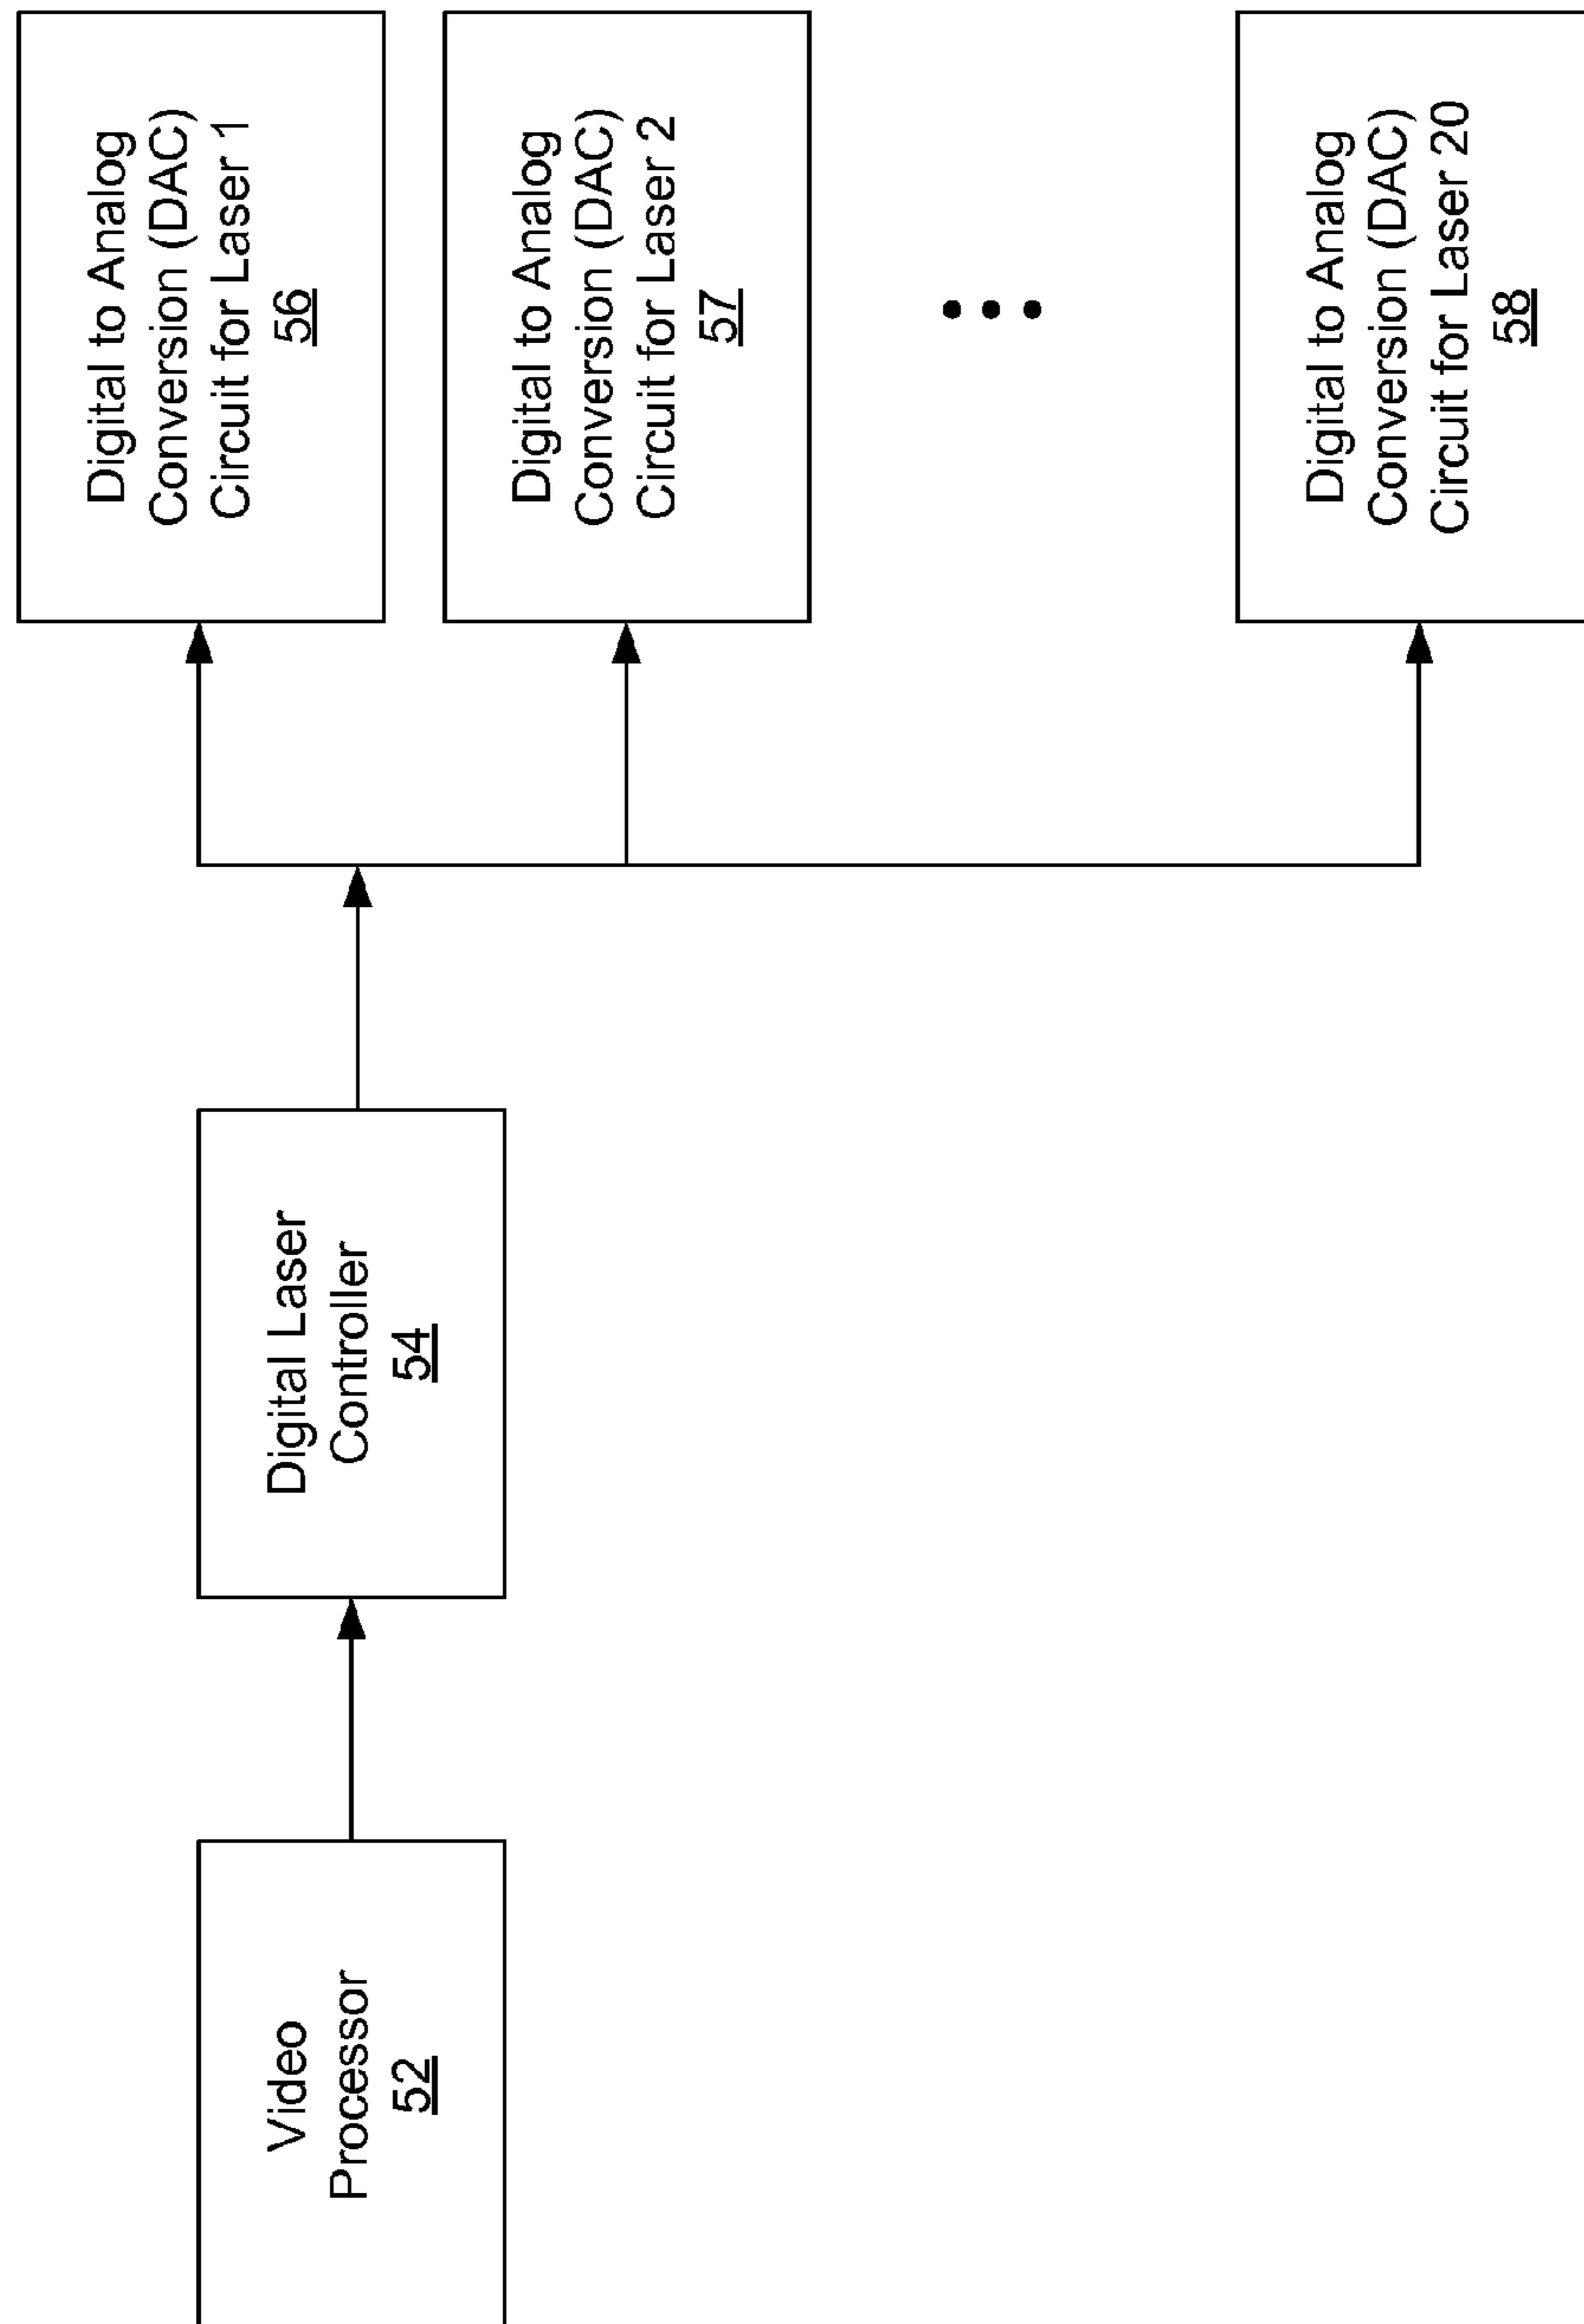 Video
Processor
52
Digital Laser
Controller
54
Digital to Analog
Conversion (DAC)
Circuit for Laser 1
56
Digital to Analog
Conversion (DAC)
Circuit for Laser 2
57
Digital to Analog
Conversion (DAC)
Circuit for Laser 20
58